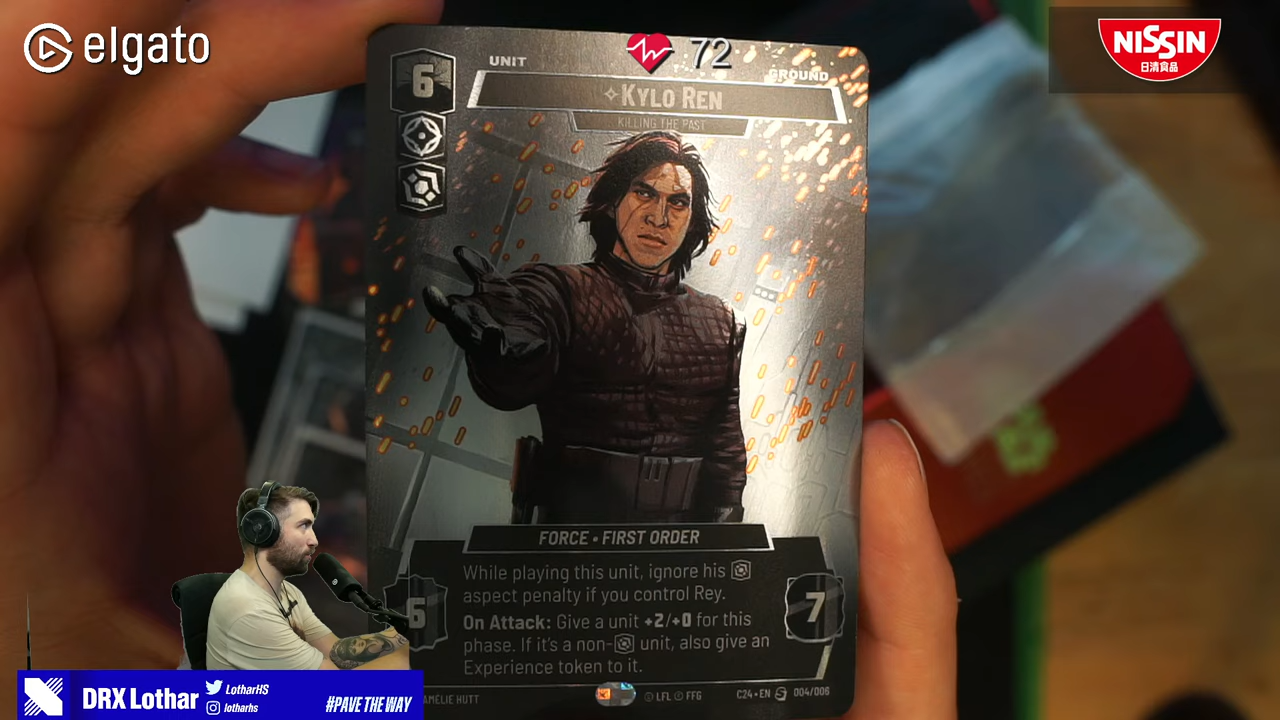 elgato
72
NISSIN
日清食品
6
UNIT
GROUND
KYLO REN
KILLING THE PAST
FORCE • FIRST ORDER
While playing this unit, ignore his
aspect penalty if you control Rey.
On Attack: Give a unit +2/+0 for this
phase. If it's a non- unit, also give an
Experience token to it.
6
7
AMÉLIE HUTT
LFL FFG
C24 • EN
004/006
DRX Lothar
LotharHS
lotharhs
#PAVE THE WAY